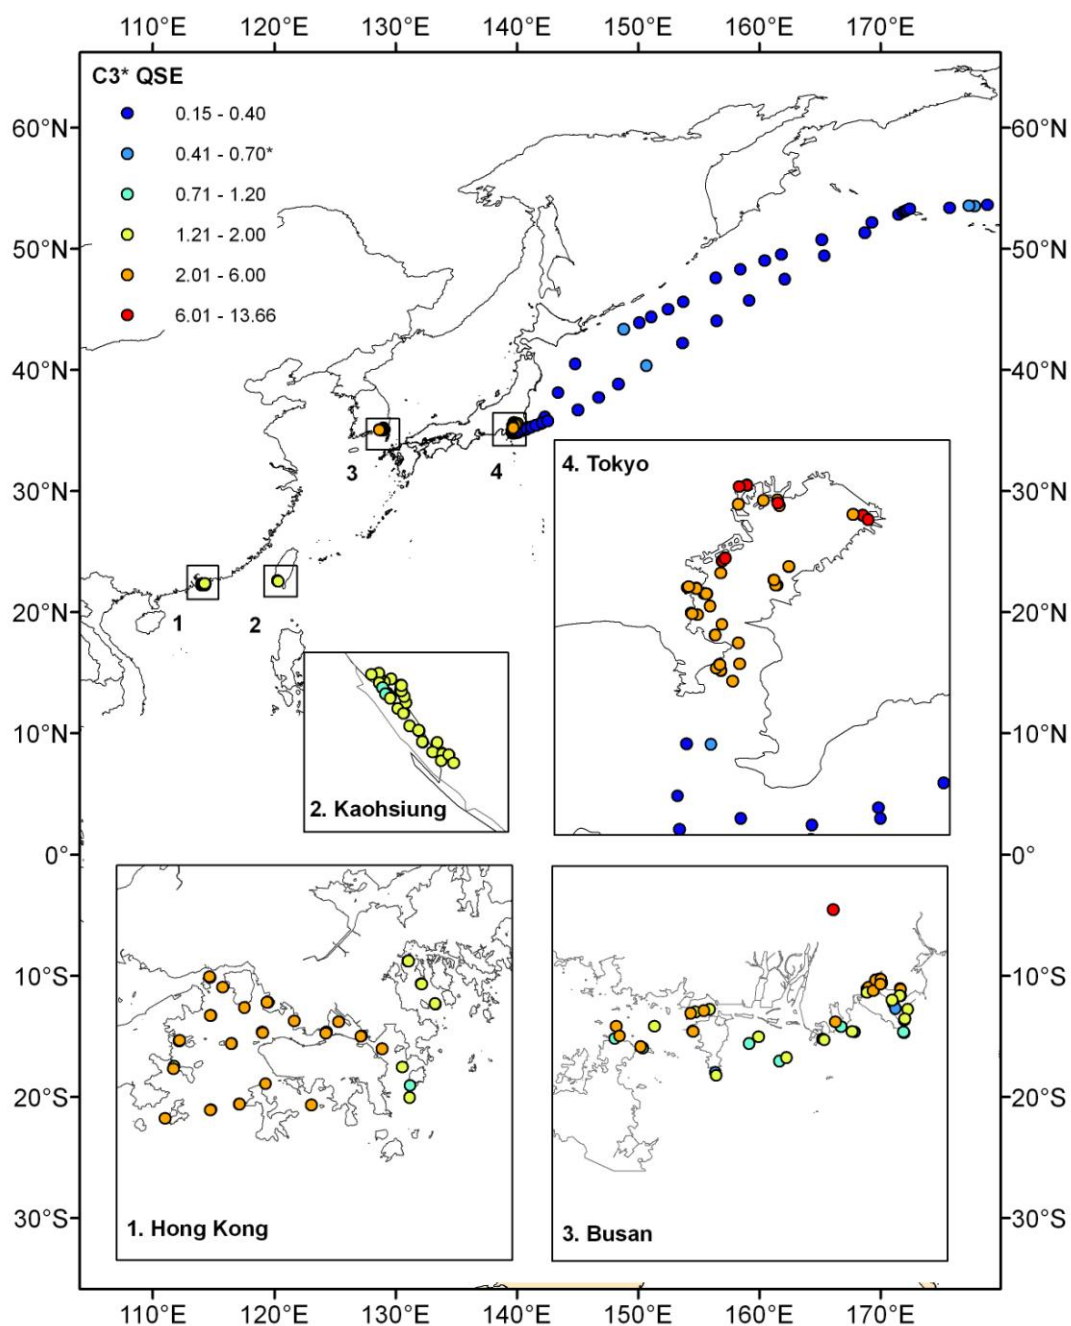 110°E 120°E 130°E 140°E 150°E 160°E 170°E
C3* QSE
0.15 - 0.40
0.41 - 0.70*
0.71 - 1.20
1.21 - 2.00
2.01 - 6.00
6.01 - 13.66
60°N 60°N
50°N 50°N
40°N 40°N
3 4
4. Tokyo
30°N 30°N
20°N 20°N
1 2
10°N 10°N
2. Kaohsiung
0° 0°
10°S 10°S
20°S 20°S
30°S 30°S
1. Hong Kong 3. Busan
110°E 120°E 130°E 140°E 150°E 160°E 170°E